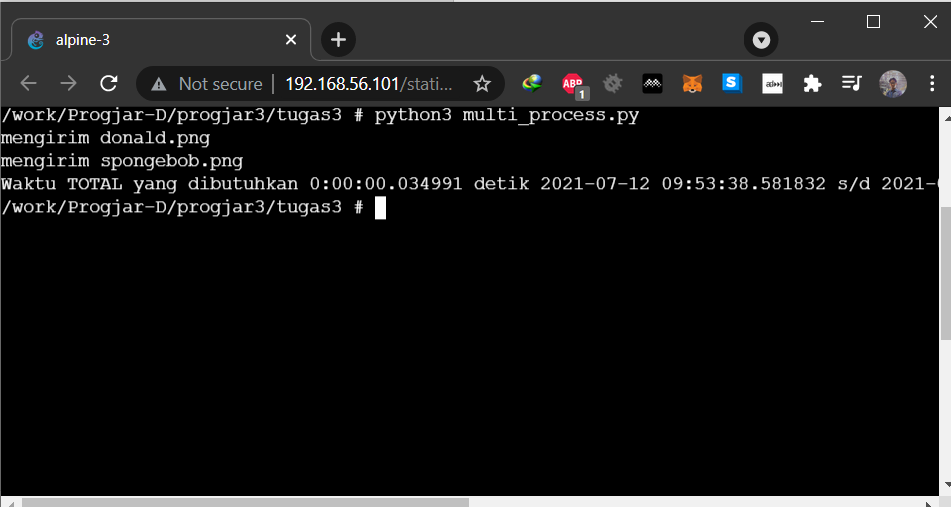 alpine-3
Not secure | 192.168.56.101/stati...
ABP
1
S
/work/Progjar-D/progjar3/tugas3 # python3 multi_process.py
mengirim donald.png
mengirim spongebob.png
Waktu TOTAL yang dibutuhkan 0:00:00.034991 detik 2021-07-12 09:53:38.581832 s/d 2021-
/work/Progjar-D/progjar3/tugas3 #